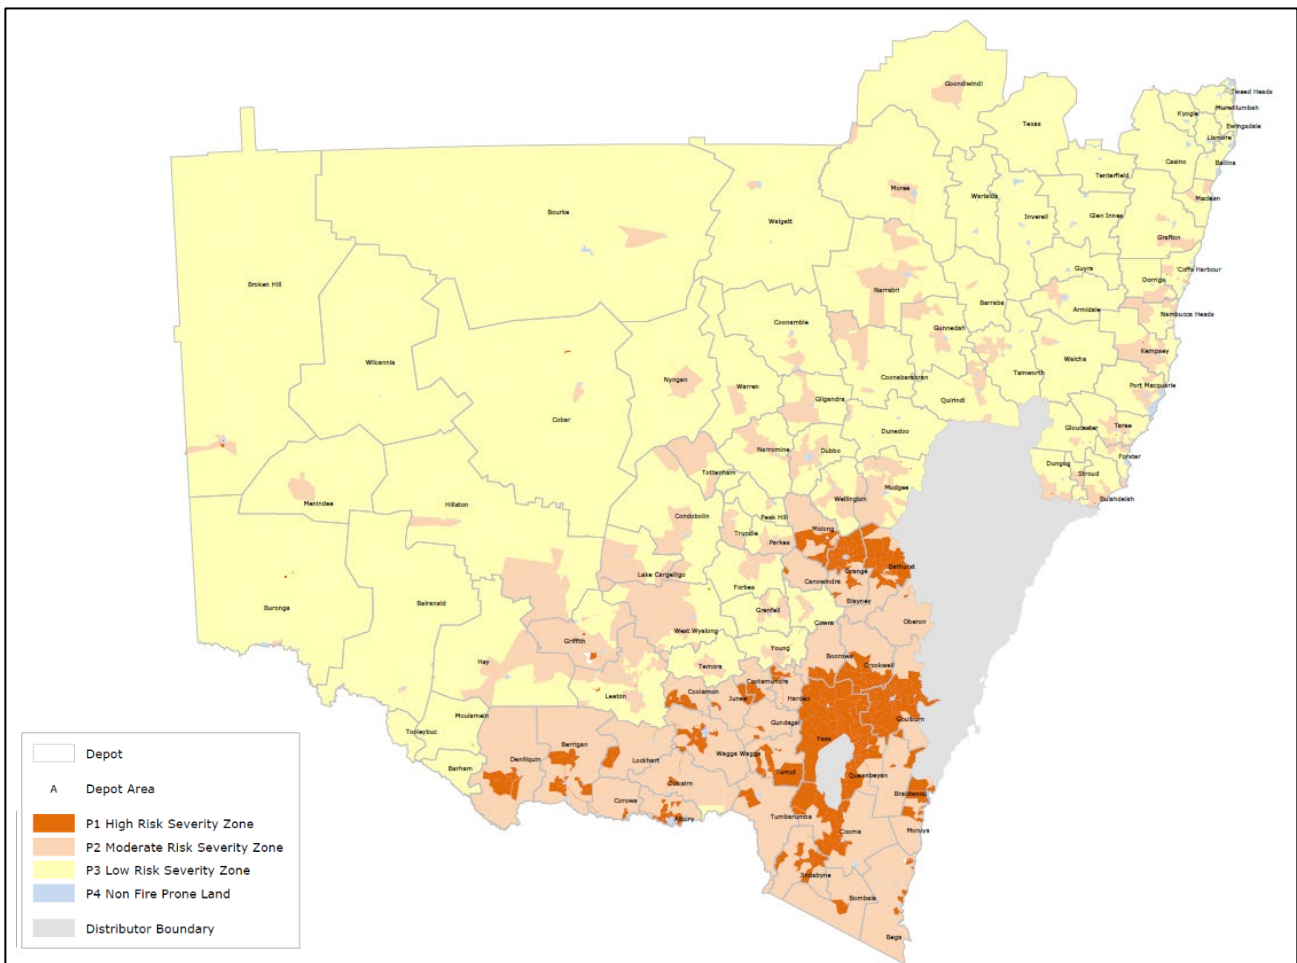 Goondiwindi
Tweed Heads
Murwillumbah
Kyogle
Texas
Ewingsdale
Lismore
Casino
Ballina
Tenterfield
Moree
Warialda
Maclean
Bourke
Walgett
Inverell
Glen Innes
Grafton
Guyra
Coffs Harbour
Dorrigo
Broken Hill
Narrabri
Barraba
Armidale
Nambucca Heads
Coonamble
Gunnedah
Wilcannia
Kempsey
Walcha
Tamworth
Coonabarabran
Nyngan
Warren
Port Macquarie
Gilgandra
Quirindi
Cobar
Gloucester
Taree
Dunedoo
Narromine
Dubbo
Forster
Dungog
Tottenham
Stroud
Mudgee
Bulahdelah
Menindee
Hillston
Wellington
Condobolin
Peak Hill
Molong
Trundle
Parkes
Orange
Bathurst
Lake Cargelligo
Canowindra
Forbes
Blayney
Buronga
Balranald
Grenfell
Oberon
Cowra
West Wyalong
Griffith
Young
Boorowa
Hay
Temora
Crookwell
Cootamundra
Coolamon
Leeton
Junee
Harden
Moulamein
Goulburn
Gundagai
Tooleybuc
Yass
Berrigan
Wagga Wagga
Deniliquin
Lockhart
Barham
Tumut
Queanbeyan
Culcairn
Braidwood
Corowa
Tumbarumba
Albury
Moruya
Cooma
Jindabyne
Bombala
Bega
Depot
A Depot Area
P1 High Risk Severity Zone
P2 Moderate Risk Severity Zone
P3 Low Risk Severity Zone
P4 Non Fire Prone Land
Distributor Boundary